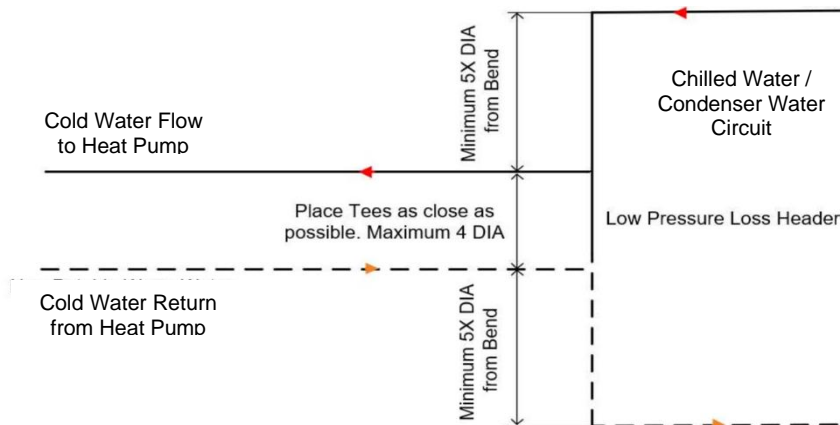 Minimum 5X DIA
from Bend
Chilled Water /
Condenser Water
Circuit
Cold Water Flow
to Heat Pump
Place Tees as close as
possible. Maximum 4 DIA
Low Pressure Loss Header
Cold Water Return
from Heat Pump
Minimum 5X DIA
from Bend